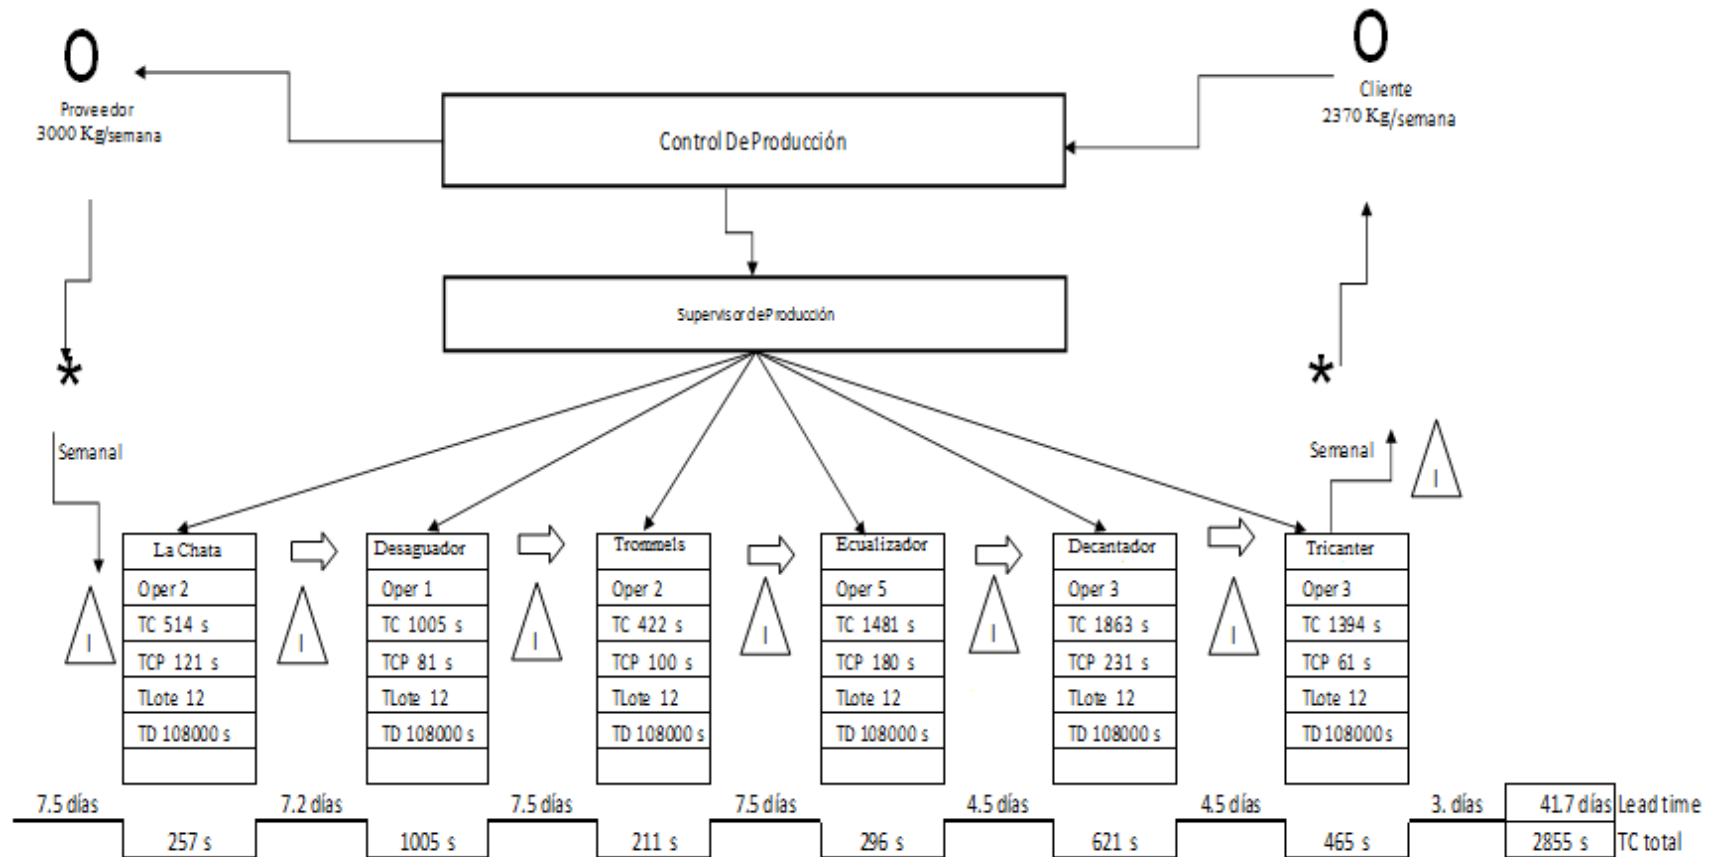 O
Proveedor
3000 Kg/semana
O
Cliente
2370 Kg/semana
Control De Producción
Supervisor de Producción
*
*
Semanal
Semanal
I
La Chata
Oper 2
TC 514 s
TCP 121 s
TLote 12
TD 108000 s
Desaguador
Oper 1
TC 1005 s
TCP 81 s
TLote 12
TD 108000 s
Trommels
Oper 2
TC 422 s
TCP 100 s
TLote 12
TD 108000 s
Ecualizador
Oper 5
TC 1481 s
TCP 180 s
TLote 12
TD 108000 s
Decantador
Oper 3
TC 1863 s
TCP 231 s
TLote 12
TD 108000 s
Tricanter
Oper 3
TC 1394 s
TCP 61 s
TLote 12
TD 108000 s
I
I
I
I
I
I
7.5 días
7.2 días
7.5 días
7.5 días
4.5 días
4.5 días
3. días
41.7 días Lead time
257 s
1005 s
211 s
296 s
621 s
465 s
2855 s TC total